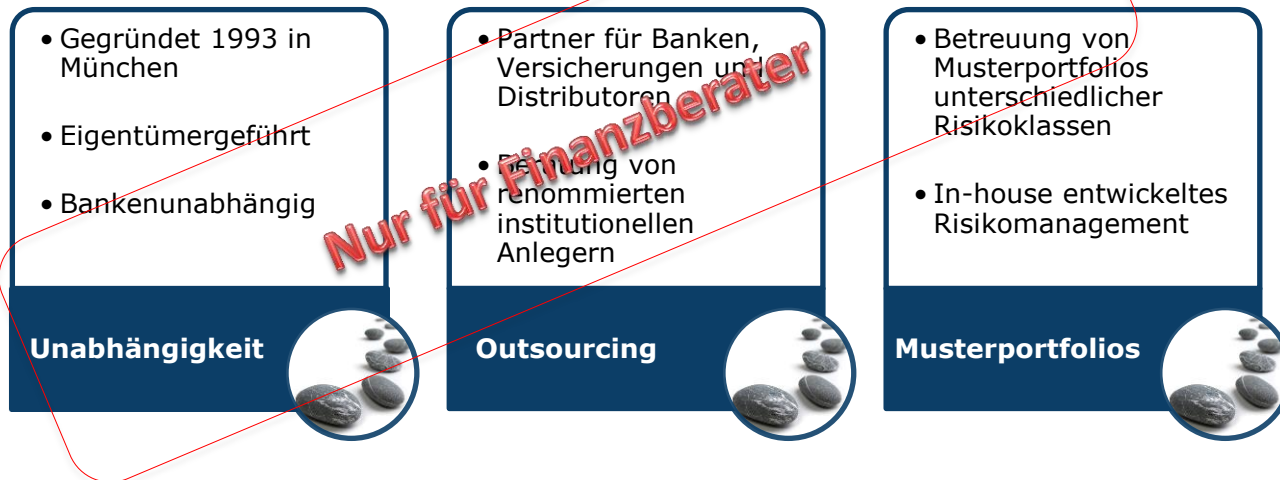 • Gegründet 1993 in
München
• Eigentümergeführt
• Bankenunabhängig
Unabhängigkeit
• Partner für Banken,
Versicherungen und
Distributoren
• Beratung von
renommierten
institutionellen
Anlegern
Outsourcing
• Betreuung von
Musterportfolios
unterschiedlicher
Risikoklassen
• In-house entwickeltes
Risikomanagement
Musterportfolios
Nur für Finanzberater